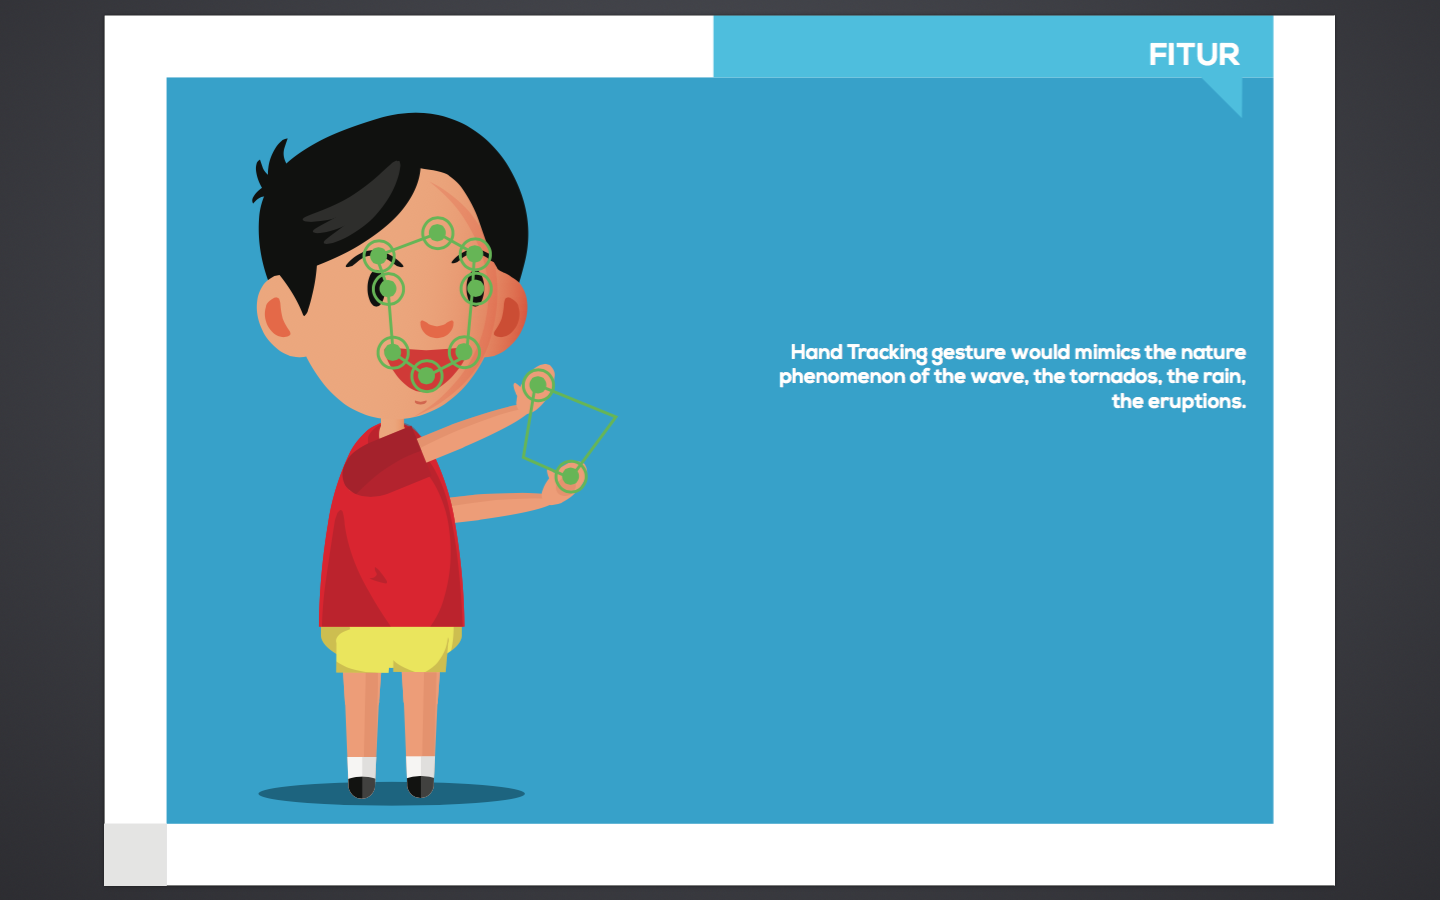 FITUR
Hand Tracking gesture would mimics the nature
phenomenon of the wave, the tornados, the rain,
the eruptions.